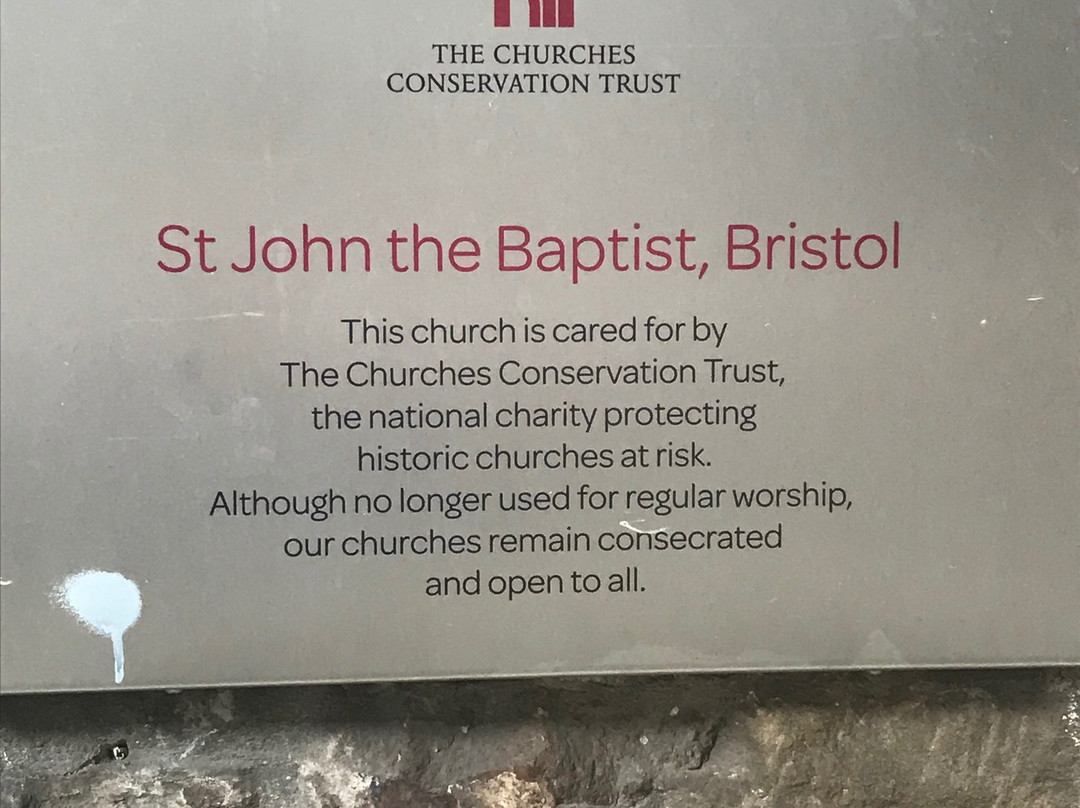 THE CHURCHES
CONSERVATION TRUST
St John the Baptist, Bristol
This church is cared for by
The Churches Conservation Trust,
the national charity protecting
historic churches at risk.
Although no longer used for regular worship,
our churches remain consecrated
and open to all.